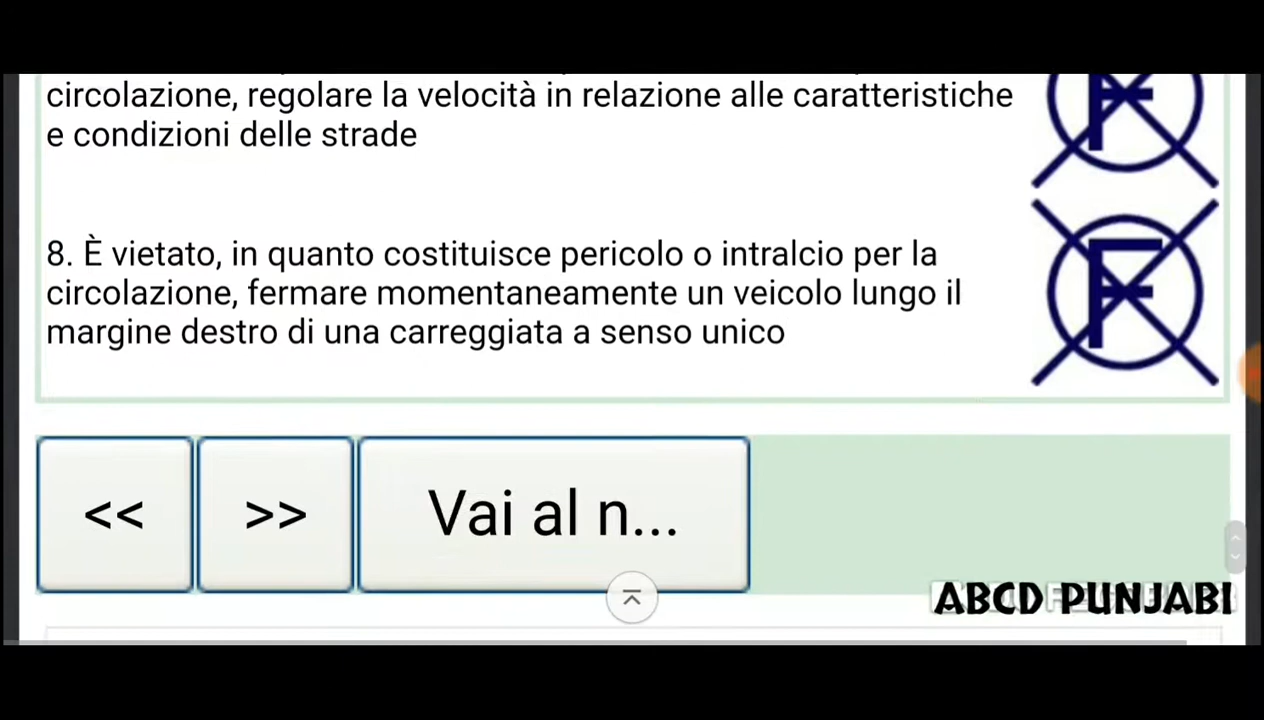 circolazione, regolare la velocità in relazione alle caratteristiche
e condizioni delle strade
F
8. È vietato, in quanto costituisce pericolo o intralcio per la
circolazione, fermare momentaneamente un veicolo lungo il
margine destro di una carreggiata a senso unico
F
<< >> Vai al n...
ABCD PUNJABI